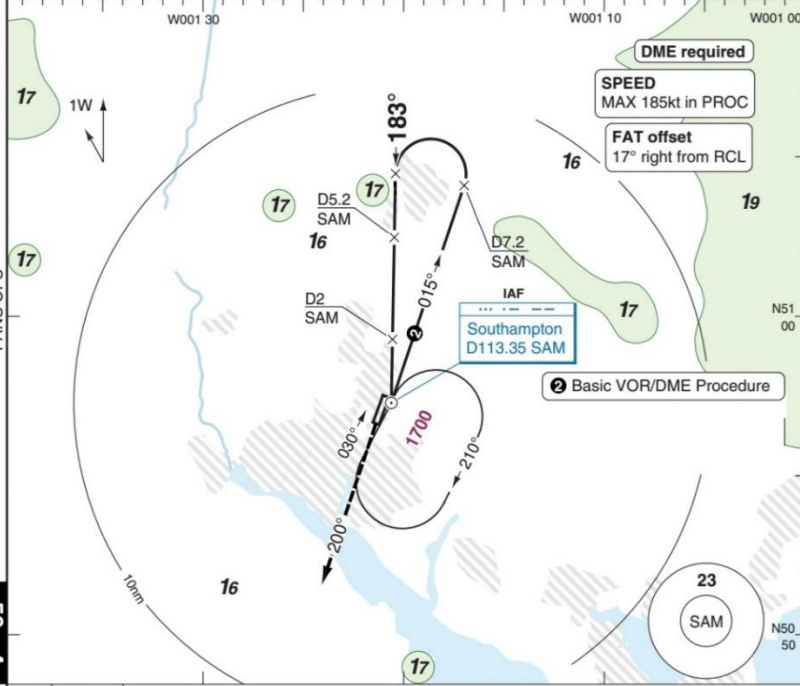 W001 30
W001 10
W001 00
DME required
SPEED
MAX 185kt in PROC
FAT offset
17° right from RCL
17
1W
183°
16
17
17
D5.2
SAM
16
19
17
D7.2
SAM
015°
IAF
17
N51
00
D2
SAM
2
Southampton
D113.35 SAM
2 Basic VOR/DME Procedure
1700
030°
210°
200°
10nm
16
23
SAM
N50
50
17